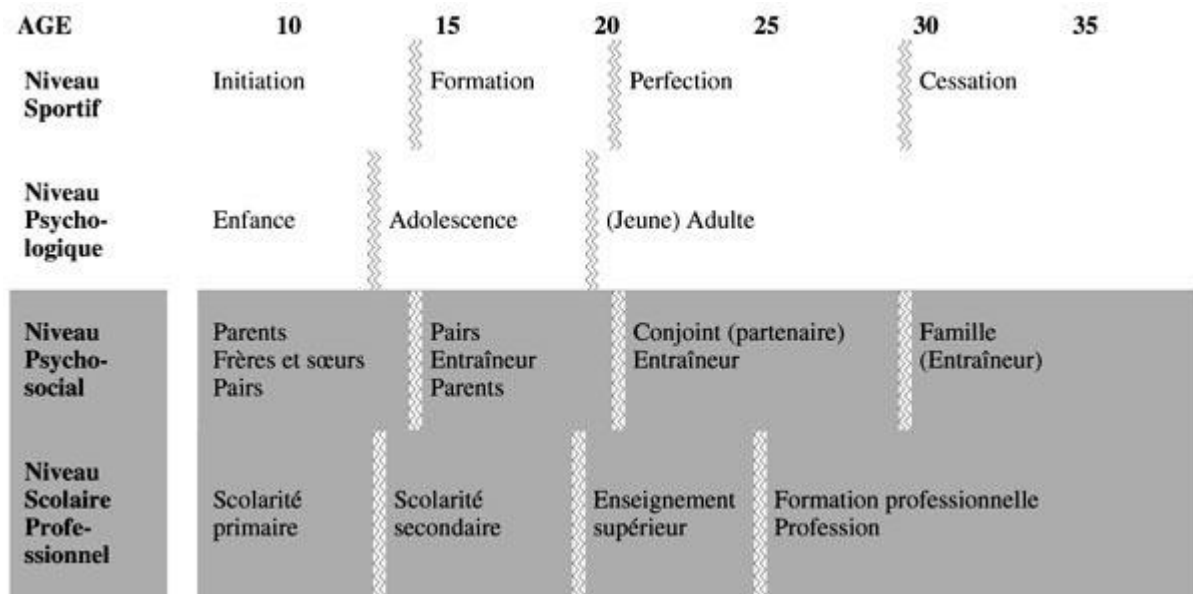 AGE 10 15 20 25 30 35
Niveau
Sportif
Initiation
Formation
Perfection
Cessation
Niveau
Psycho-
logique
Enfance
Adolescence
(Jeune) Adulte
Niveau
Psycho-
social
Parents
Frères et sœurs
Pairs
Pairs
Entraîneur
Parents
Conjoint (partenaire)
Entraîneur
Famille
(Entraîneur)
Niveau
Scolaire
Profe-
ssionnel
Scolarité
primaire
Scolarité
secondaire
Enseignement
supérieur
Formation professionnelle
Profession